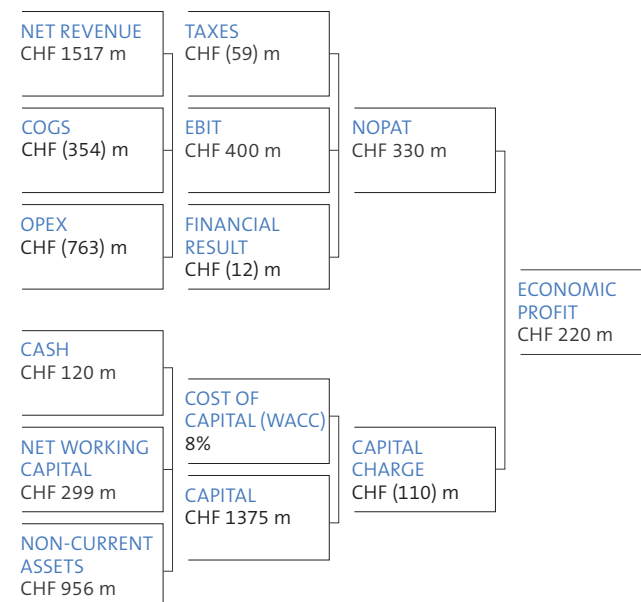 NET REVENUE
CHF 1517 m
TAXES
CHF (59) m
COGS
CHF (354) m
EBIT
CHF 400 m
NOPAT
CHF 330 m
OPEX
CHF (763) m
FINANCIAL
RESULT
CHF (12) m
ECONOMIC
PROFIT
CHF 220 m
CASH
CHF 120 m
COST OF
CAPITAL (WACC)
8%
NET WORKING
CAPITAL
CHF 299 m
CAPITAL
CHARGE
CHF (110) m
CAPITAL
CHF 1375 m
NON-CURRENT
ASSETS
CHF 956 m